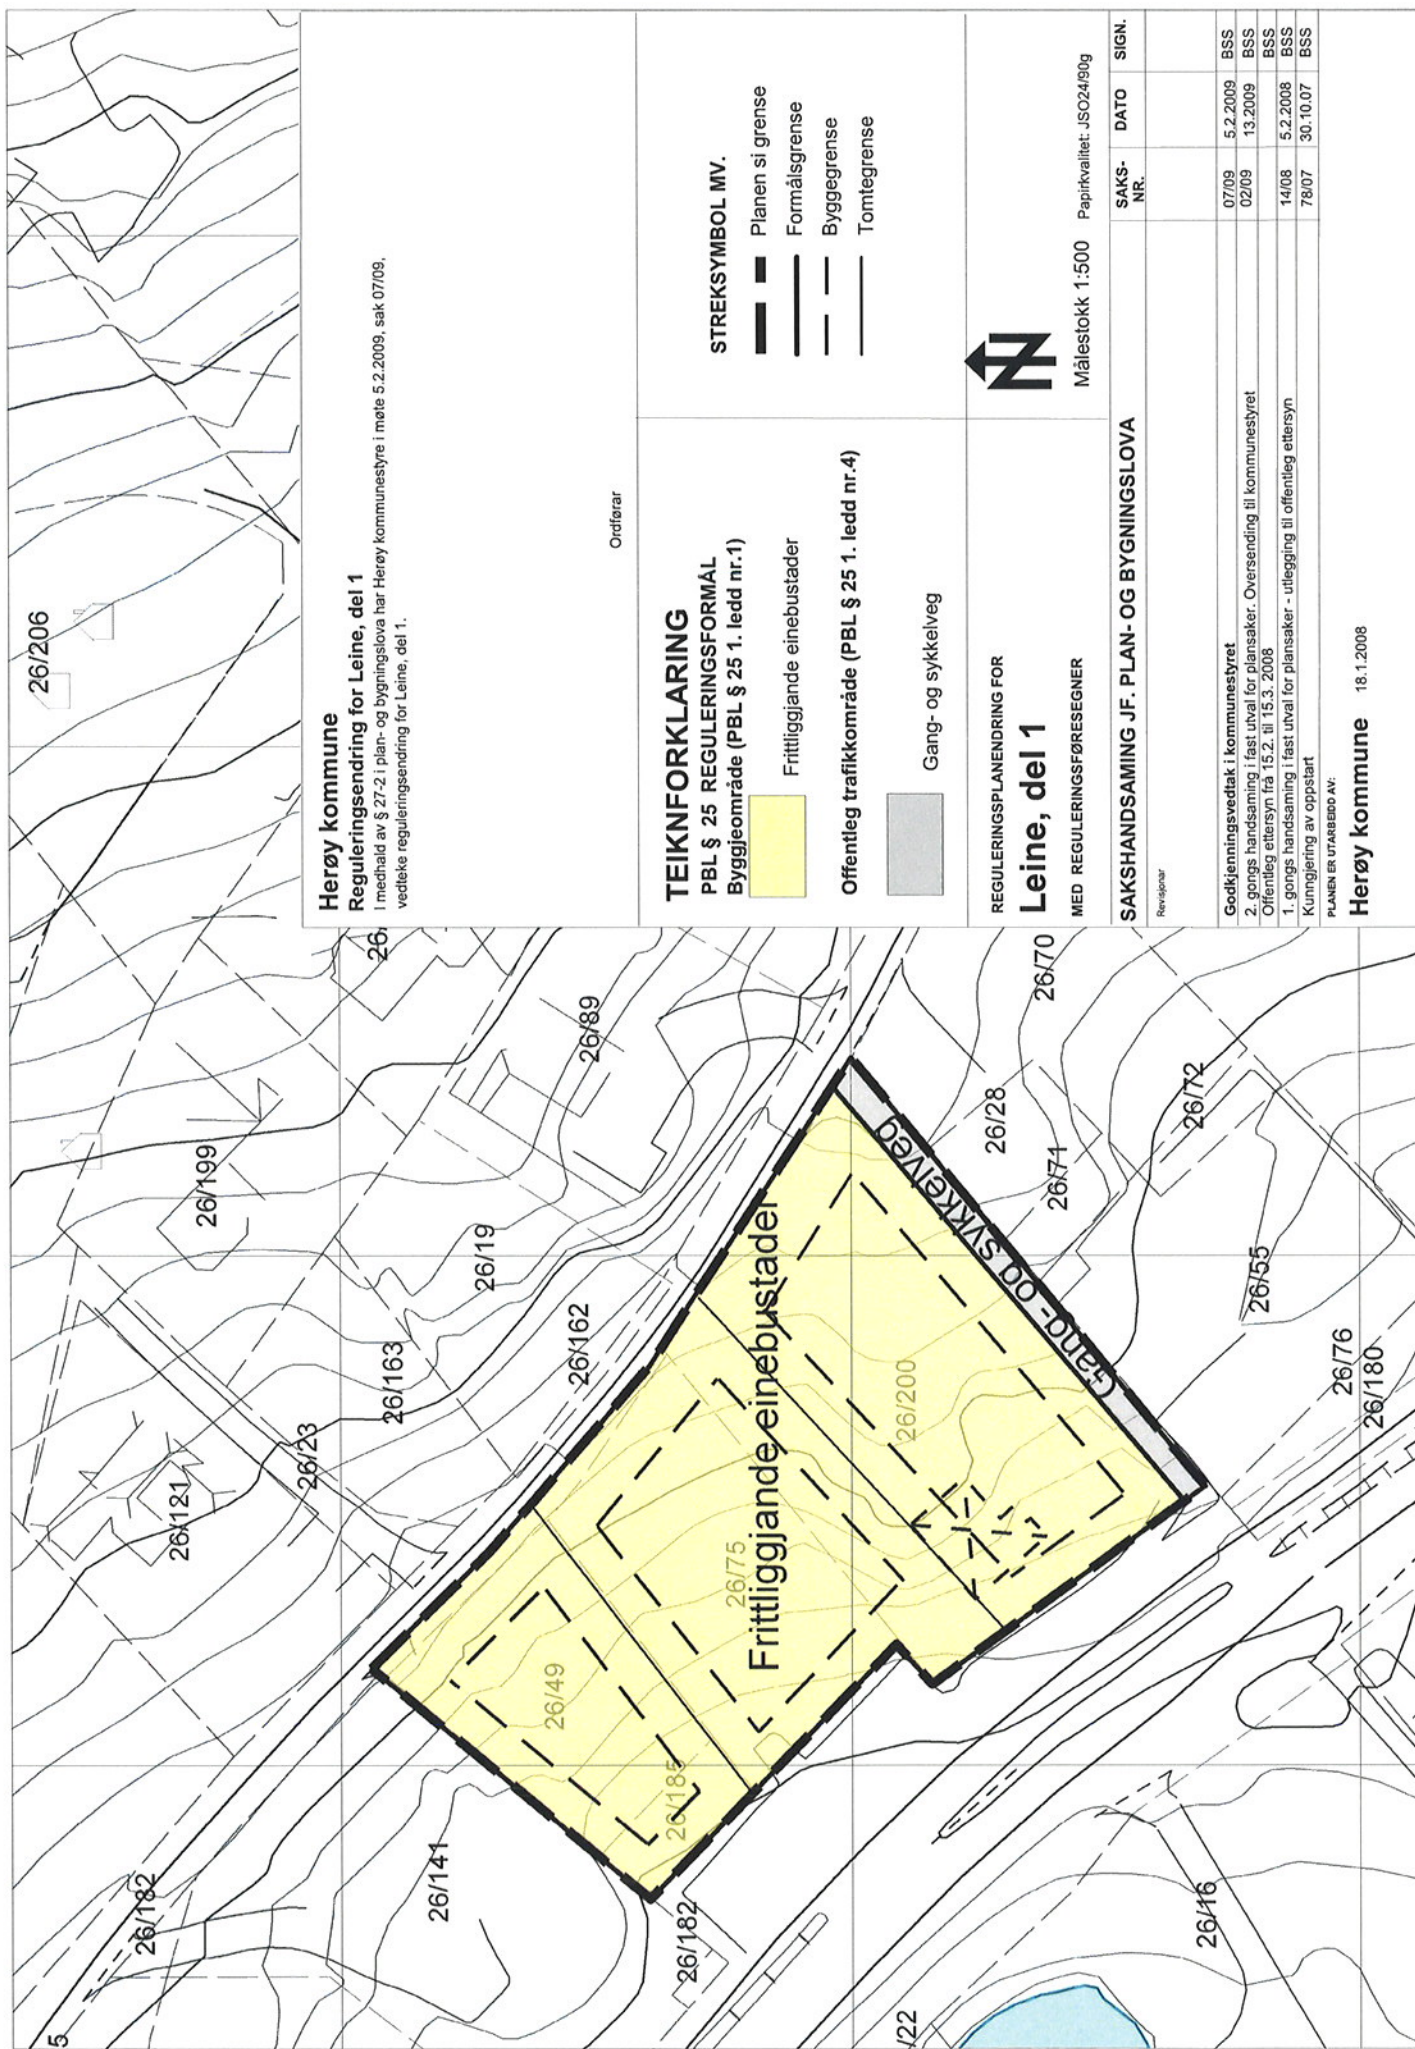 Herøy kommune
Reguleringsendring for Leine, del 1
I medhald av § 27-2 i plan- og bygningslova har Herøy kommunestyre i møte 5.2.2009, sak 07/09,
vedteke reguleringsendring for Leine, del 1.
Ordførar
TEIKNFORKLARING
PBL § 25 REGULERINGSFORMÅL
Byggjeområde (PBL § 25 1. ledd nr.1)
Frittliggjande einebustader
Offentleg trafikkområde (PBL § 25 1. ledd nr.4)
Gang- og sykkelveg
STREKSYMBOL MV.
Planen si grense
Formålsgrense
Byggegrense
Tomtegrense
REGULERINGSPLANENDRING FOR
Leine, del 1
MED REGULERINGSFØRESEGNER
N
Målestokk 1:500
Papirkvalitet: JSO24/90g
SAKSHANDSAMING JF. PLAN- OG BYGNINGSLOVA
SAKS-
NR.
DATO
SIGN.
Revisjonar
Godkjenningsvedtak i kommunestyret 07/09 5.2.2009 BSS
2. gongs handsaming i fast utval for plansaker. Oversending til kommunestyret 02/09 13.2009 BSS
Offentleg ettersyn frå 15.2. til 15.3. 2008 BSS
1. gongs handsaming i fast utval for plansaker - utlegging til offentleg ettersyn 14/08 5.2.2008 BSS
Kunngjering av oppstart 78/07 30.10.07 BSS
PLANEN ER UTARBEIDD AV:
Herøy kommune 18.1.2008
26/206
26/199
26/89
26/19
26/121
26/163
26/23
26/162
26/182
26/141
26/49
26/185
26/75
26/200
Frittliggjande einebustader
Gang- og sykkelveg
26/28
26/70
26/71
26/72
26/55
26/76
26/180
26/182
26/16
/22
5